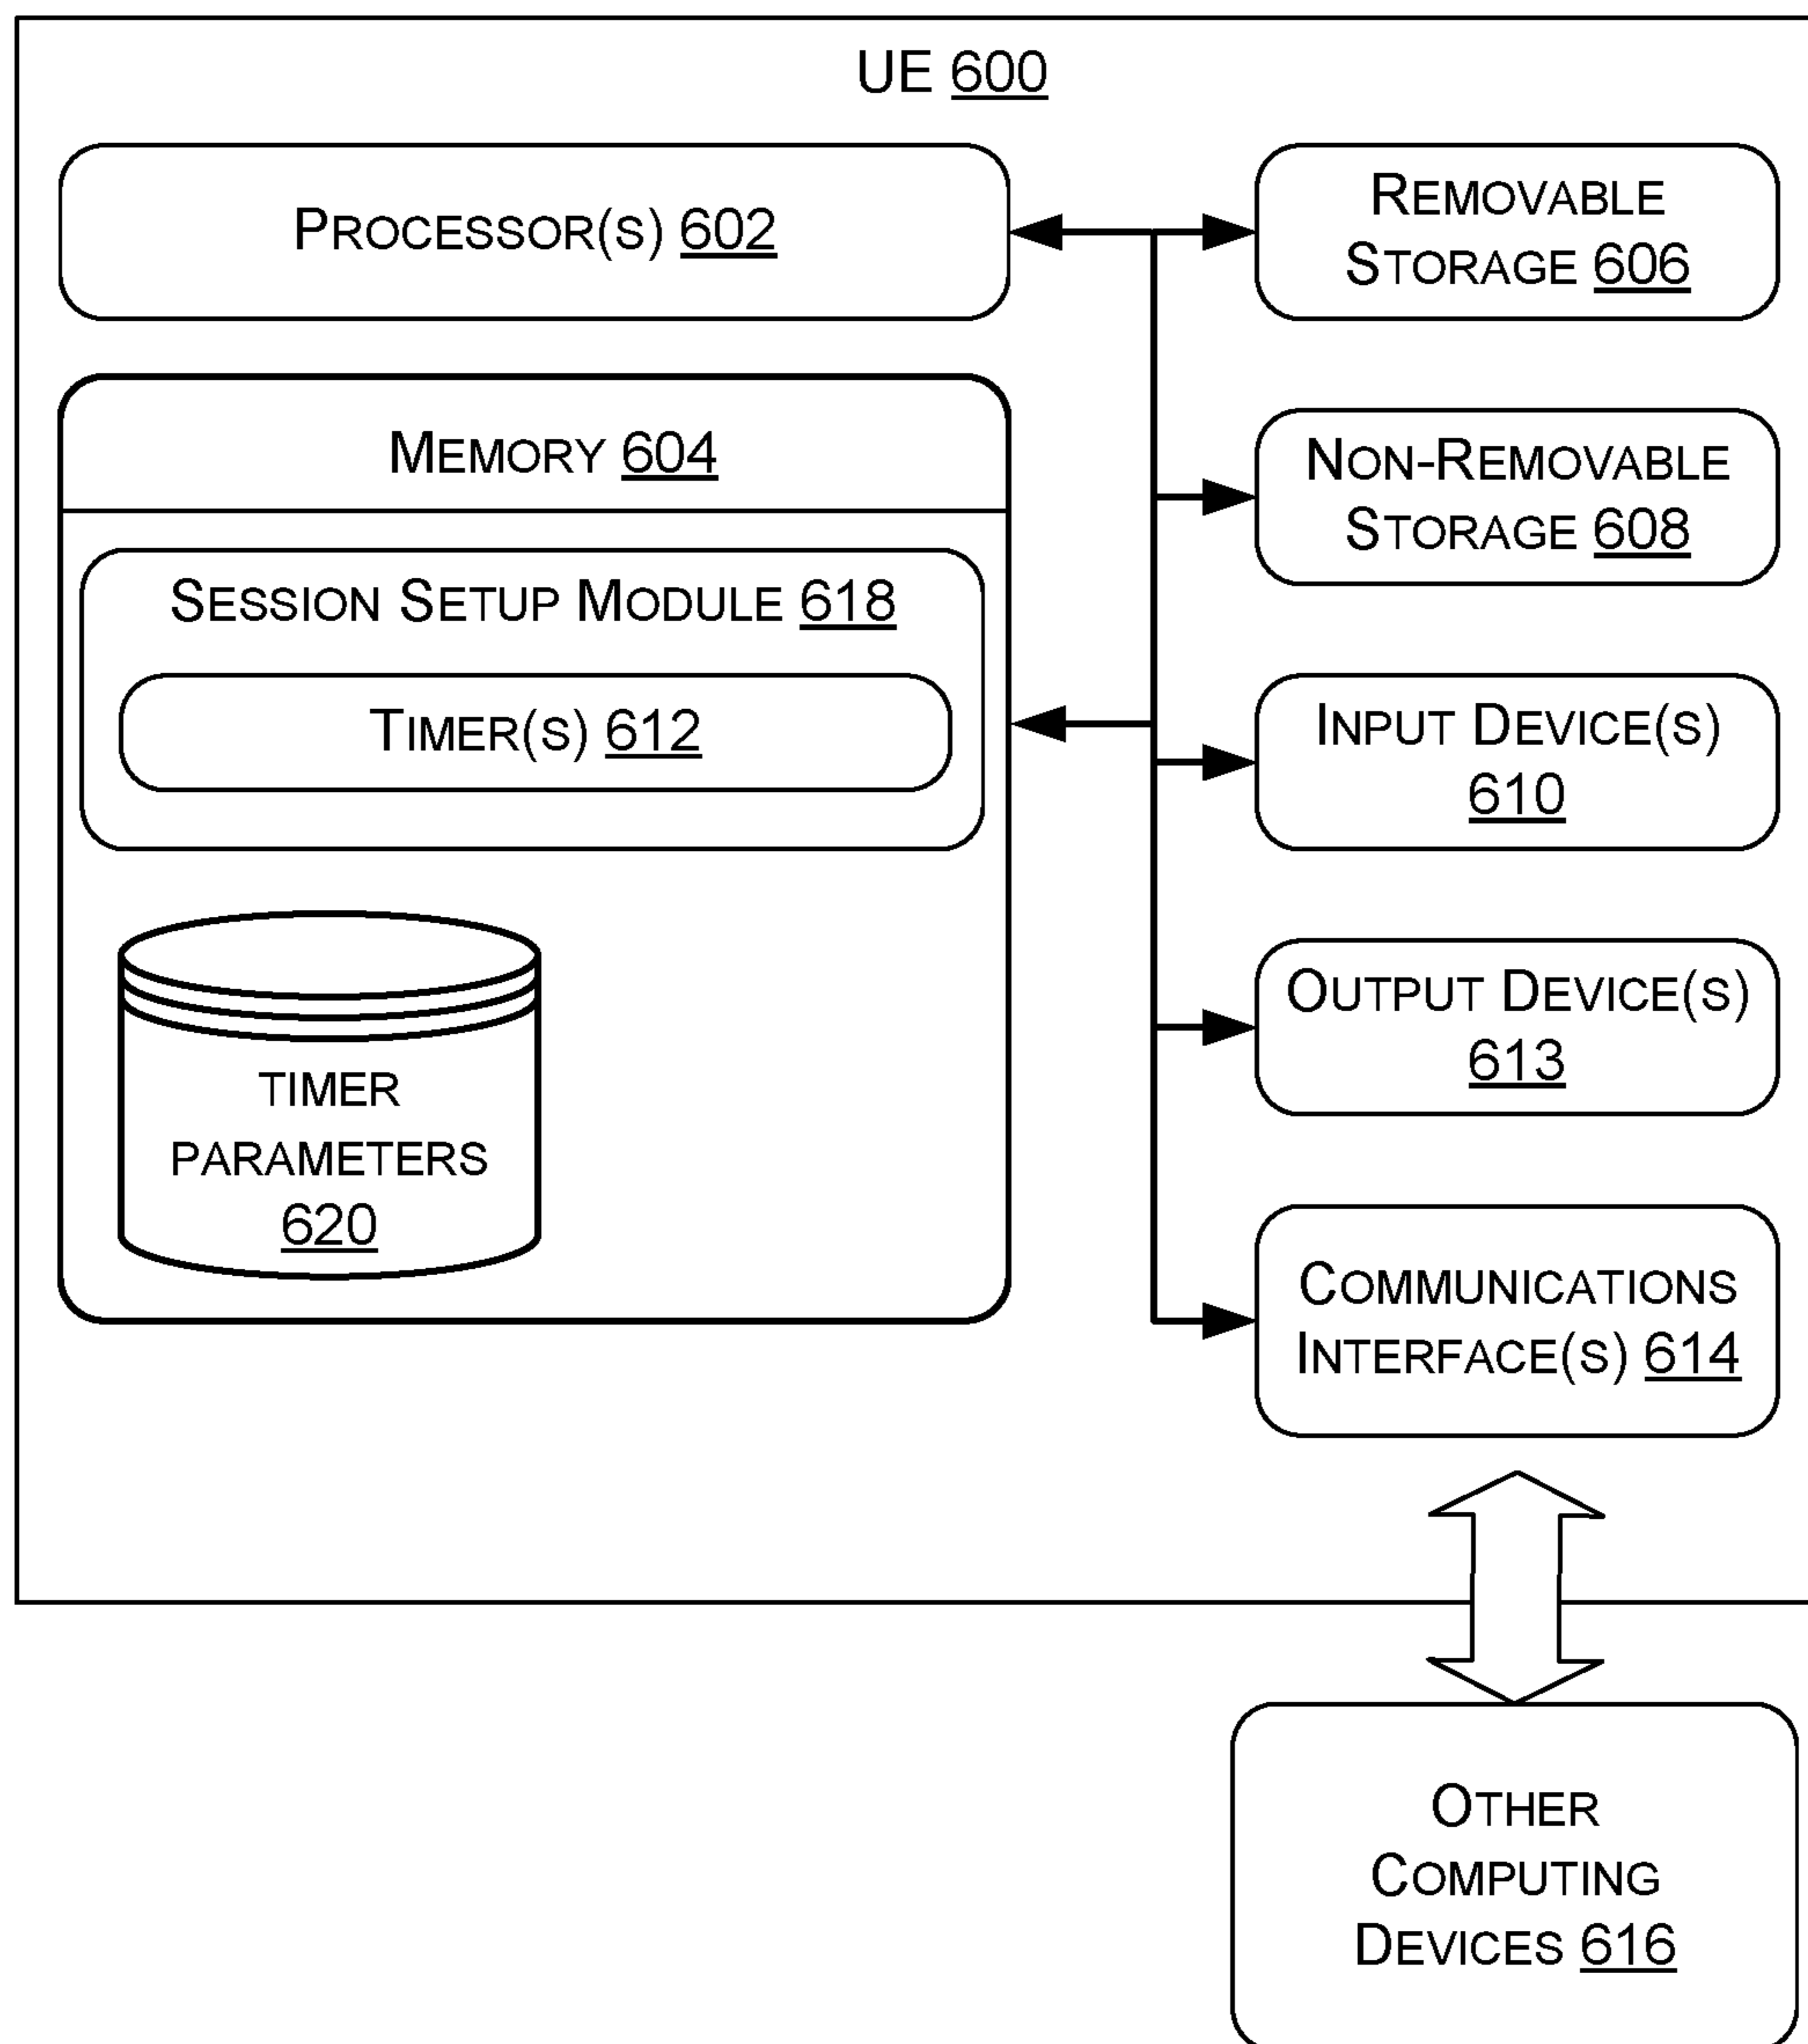 UE 600
PROCESSOR(S) 602
MEMORY 604
SESSION SETUP MODULE 618
TIMER(S) 612
TIMER
PARAMETERS
620
REMOVABLE
STORAGE 606
NON-REMOVABLE
STORAGE 608
INPUT DEVICE(S)
610
OUTPUT DEVICE(S)
613
COMMUNICATIONS
INTERFACE(S) 614
OTHER
COMPUTING
DEVICES 616